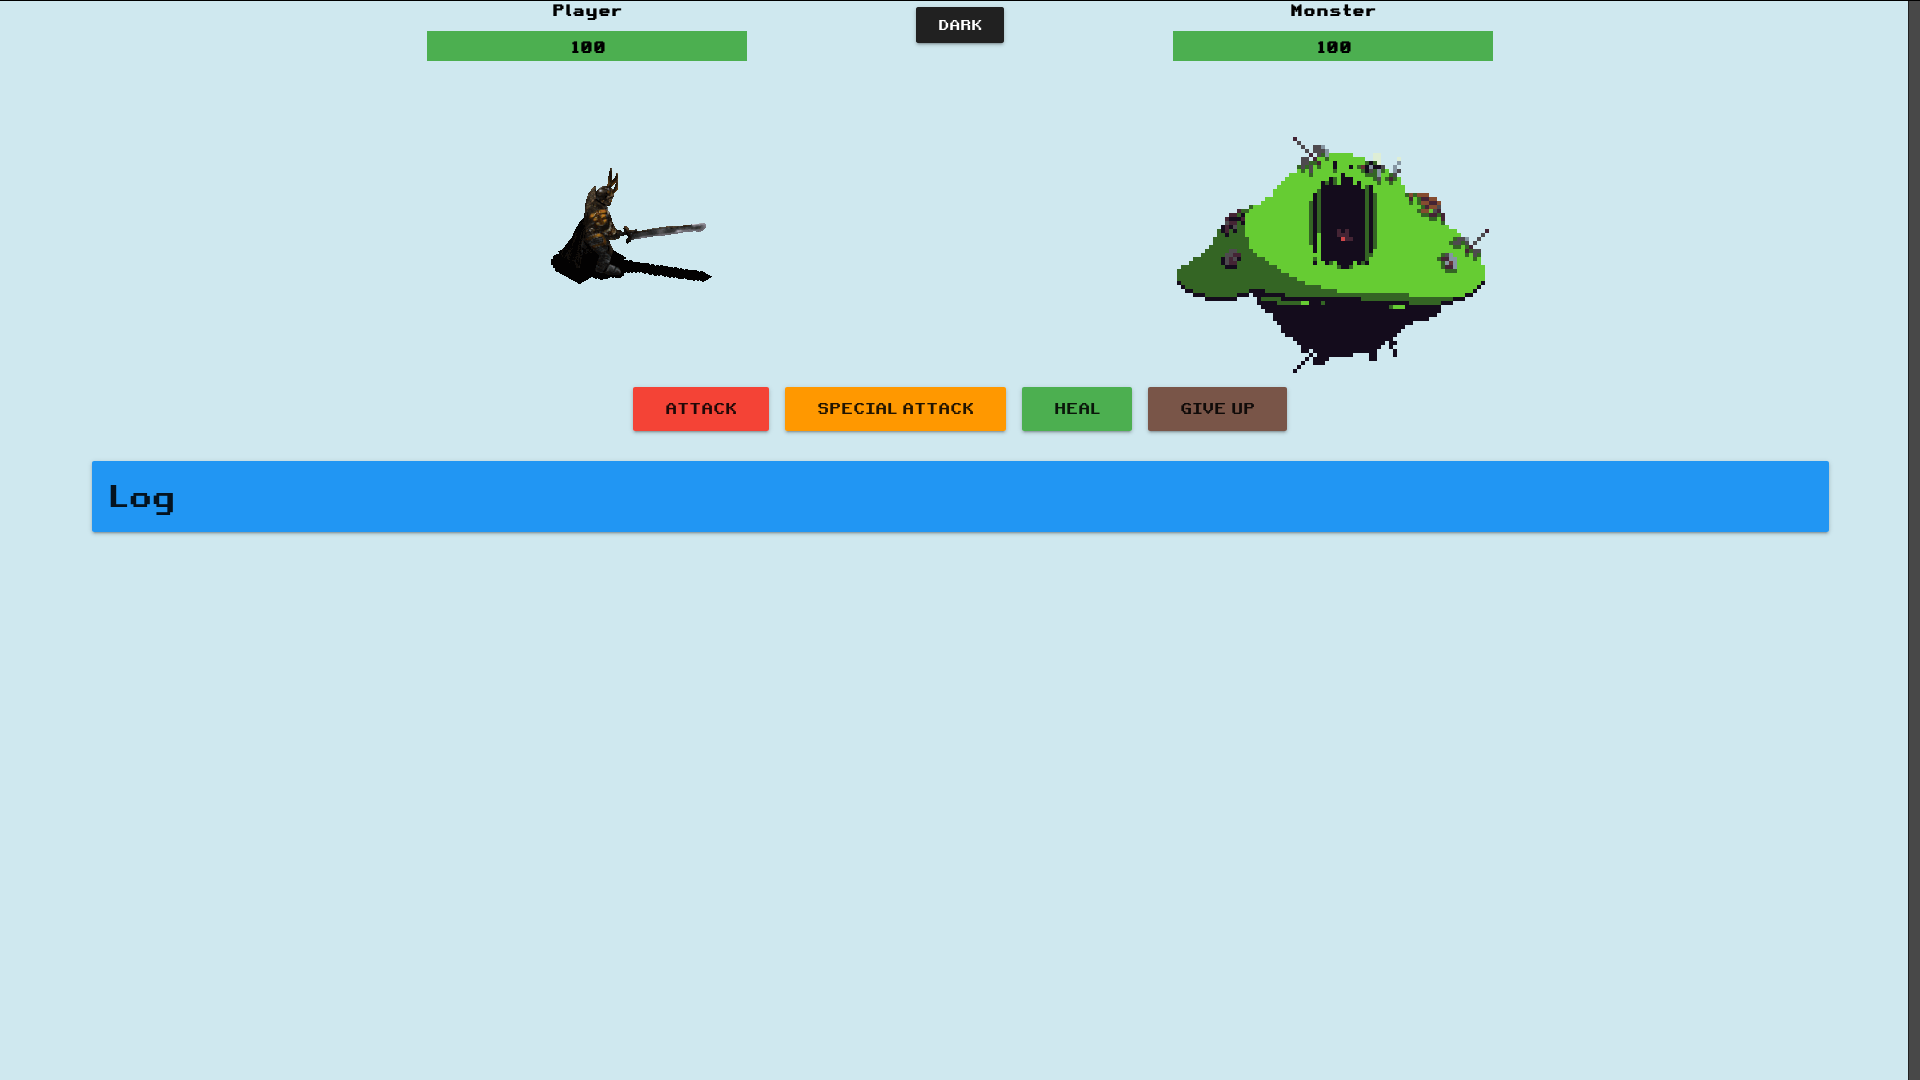 Player
DARK
Monster
100
100
ATTACK
SPECIAL ATTACK
HEAL
GIVE UP
Log